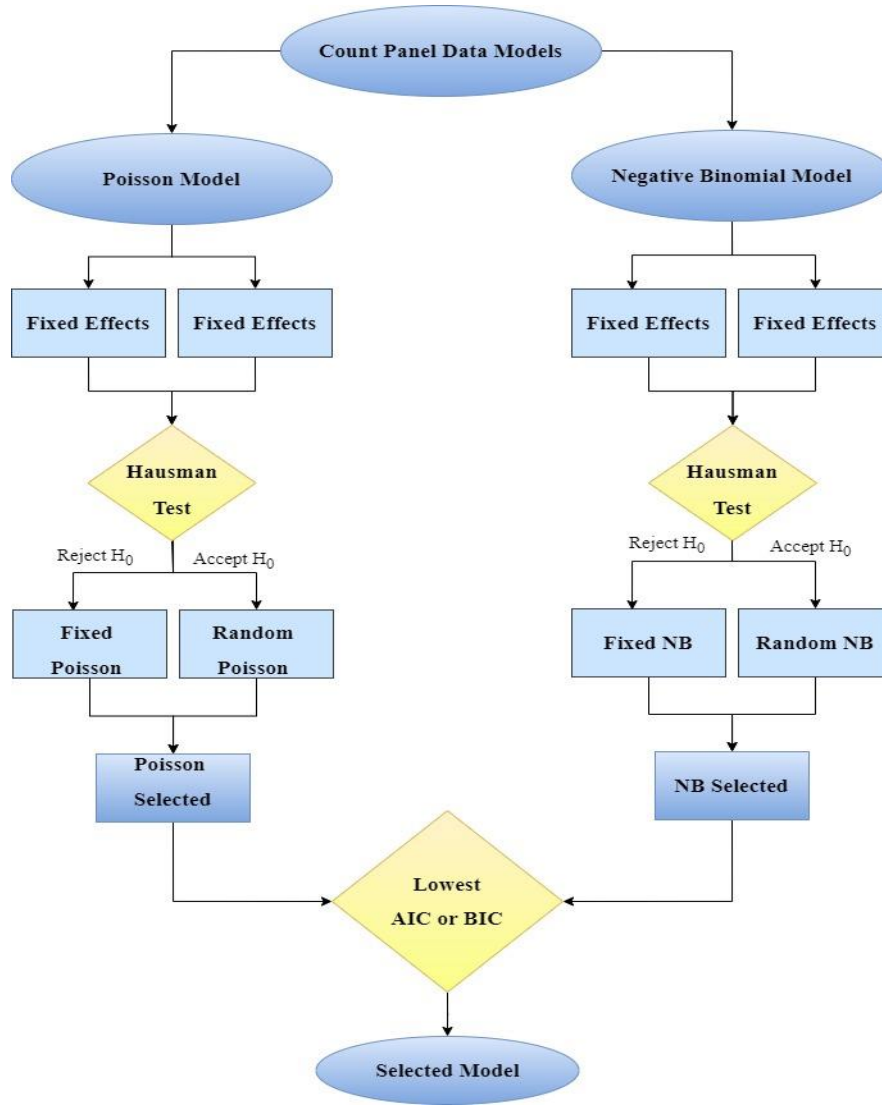 Count Panel Data Models
Poisson Model
Negative Binomial Model
Fixed Effects
Fixed Effects
Fixed Effects
Fixed Effects
Hausman
Test
Hausman
Test
Reject H₀
Accept H₀
Reject H₀
Accept H₀
Fixed
Poisson
Random
Poisson
Fixed NB
Random NB
Poisson
Selected
NB Selected
Lowest
AIC or BIC
Selected Model